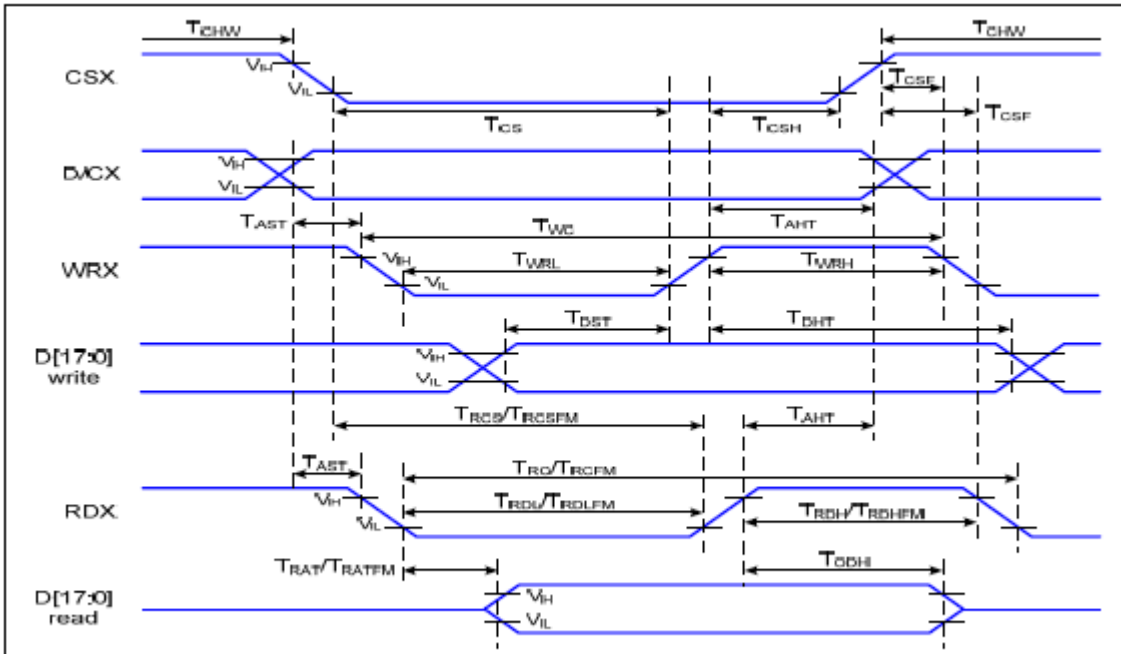 TCHW TCHW
CSX VIH VIL TCSF
TCS TCSH TCSF
D/CX VIH VIL
TAST TWC TAHT
WRX VIH VIL TWRL TWRH
TDST TDHT
D[17:0] write VIH VIL
TRCS/TRCSFM TAHT
TAST TRC/TRCFM
RDX VIH VIL TRDL/TRDLFM TRDH/TRDHFM
TRAT/TRATFM TODH
D[17:0] read VIH VIL